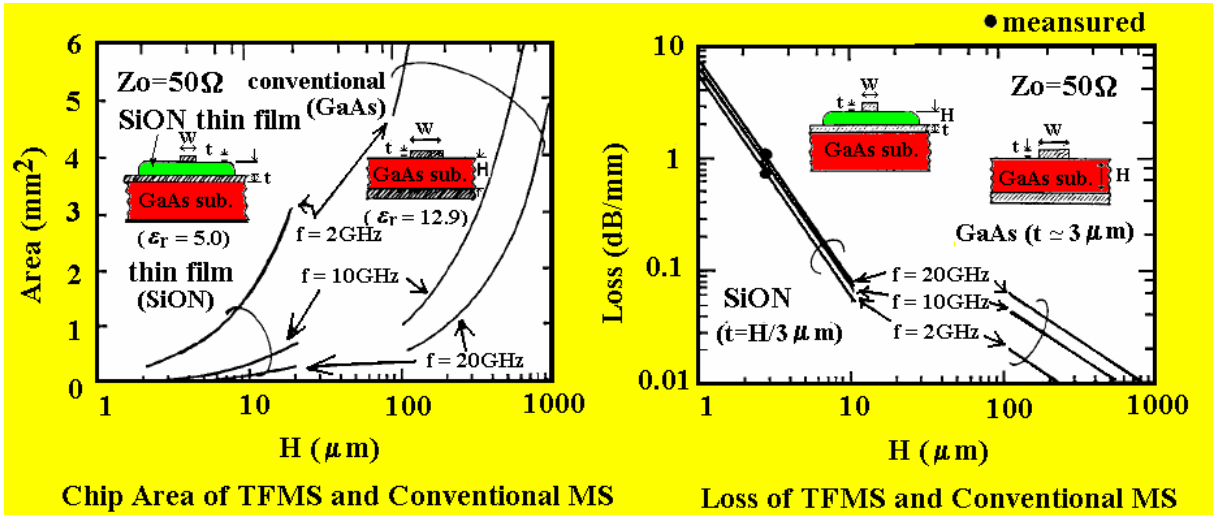 6
5
4
3
2
1
0
Area (mm2)
Zo=50Ω
SiON thin film
conventional
(GaAs)
W
t
t
GaAs sub.
(εr = 5.0)
thin film
(SiON)
W
t
H
GaAs sub.
(εr = 12.9)
f = 2GHz
f = 10GHz
f = 20GHz
1
10
100
1000
H (μm)
Chip Area of TFMS and Conventional MS
● meansured
10
1
0.1
0.01
Loss (dB/mm)
Zo=50Ω
W
t
H
t
W
t
GaAs sub.
H
GaAs (t ≃ 3 μm)
SiON
(t=H/3 μm)
f = 20GHz
f = 10GHz
f = 2GHz
1
10
100
1000
H (μm)
Loss of TFMS and Conventional MS